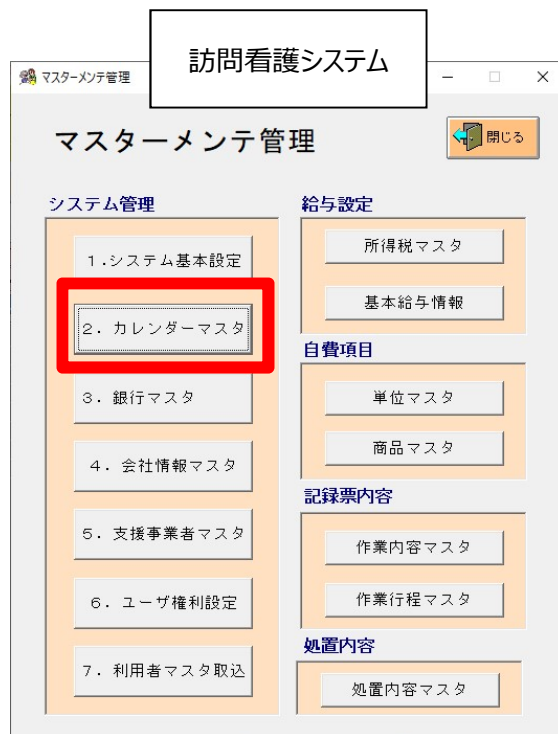 訪問看護システム
マスターメンテ管理
マスターメンテ管理
閉じる
システム管理
1.システム基本設定
2. カレンダーマスタ
3. 銀行マスタ
4. 会社情報マスタ
5. 支援事業者マスタ
6. ユーザ権利設定
7. 利用者マスタ取込
給与設定
所得税マスタ
基本給与情報
自費項目
単位マスタ
商品マスタ
記録票内容
作業内容マスタ
作業行程マスタ
処置内容
処置内容マスタ